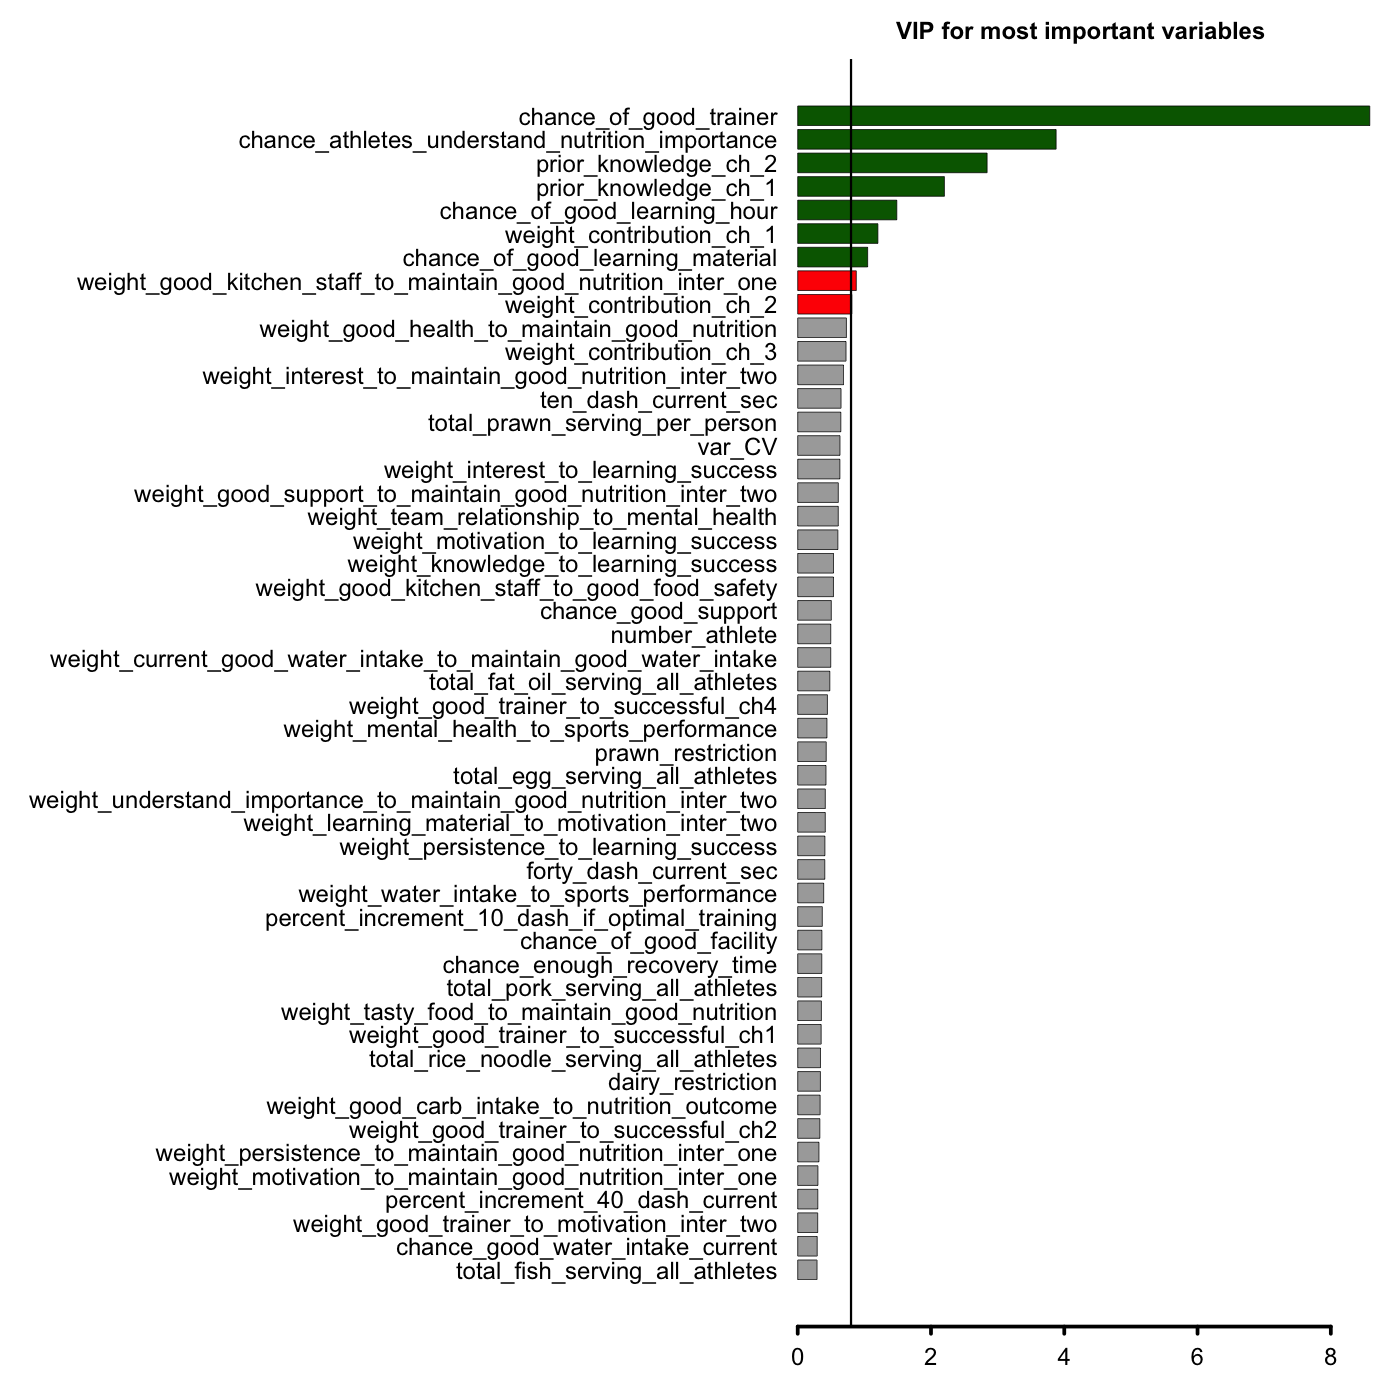 VIP for most important variables
chance_of_good_trainer
chance_athletes_understand_nutrition_importance
prior_knowledge_ch_2
prior_knowledge_ch_1
chance_of_good_learning_hour
weight_contribution_ch_1
chance_of_good_learning_material
weight_good_kitchen_staff_to_maintain_good_nutrition_inter_one
weight_contribution_ch_2
weight_good_health_to_maintain_good_nutrition
weight_contribution_ch_3
weight_interest_to_maintain_good_nutrition_inter_two
ten_dash_current_sec
total_prawn_serving_per_person
var_CV
weight_interest_to_learning_success
weight_good_support_to_maintain_good_nutrition_inter_two
weight_team_relationship_to_mental_health
weight_motivation_to_learning_success
weight_knowledge_to_learning_success
weight_good_kitchen_staff_to_good_food_safety
chance_good_support
number_athlete
weight_current_good_water_intake_to_maintain_good_water_intake
total_fat_oil_serving_all_athletes
weight_good_trainer_to_successful_ch4
weight_mental_health_to_sports_performance
prawn_restriction
total_egg_serving_all_athletes
weight_understand_importance_to_maintain_good_nutrition_inter_two
weight_learning_material_to_motivation_inter_two
weight_persistence_to_learning_success
forty_dash_current_sec
weight_water_intake_to_sports_performance
percent_increment_10_dash_if_optimal_training
chance_of_good_facility
chance_enough_recovery_time
total_pork_serving_all_athletes
weight_tasty_food_to_maintain_good_nutrition
weight_good_trainer_to_successful_ch1
total_rice_noodle_serving_all_athletes
dairy_restriction
weight_good_carb_intake_to_nutrition_outcome
weight_good_trainer_to_successful_ch2
weight_persistence_to_maintain_good_nutrition_inter_one
weight_motivation_to_maintain_good_nutrition_inter_one
percent_increment_40_dash_current
weight_good_trainer_to_motivation_inter_two
chance_good_water_intake_current
total_fish_serving_all_athletes
0 2 4 6 8